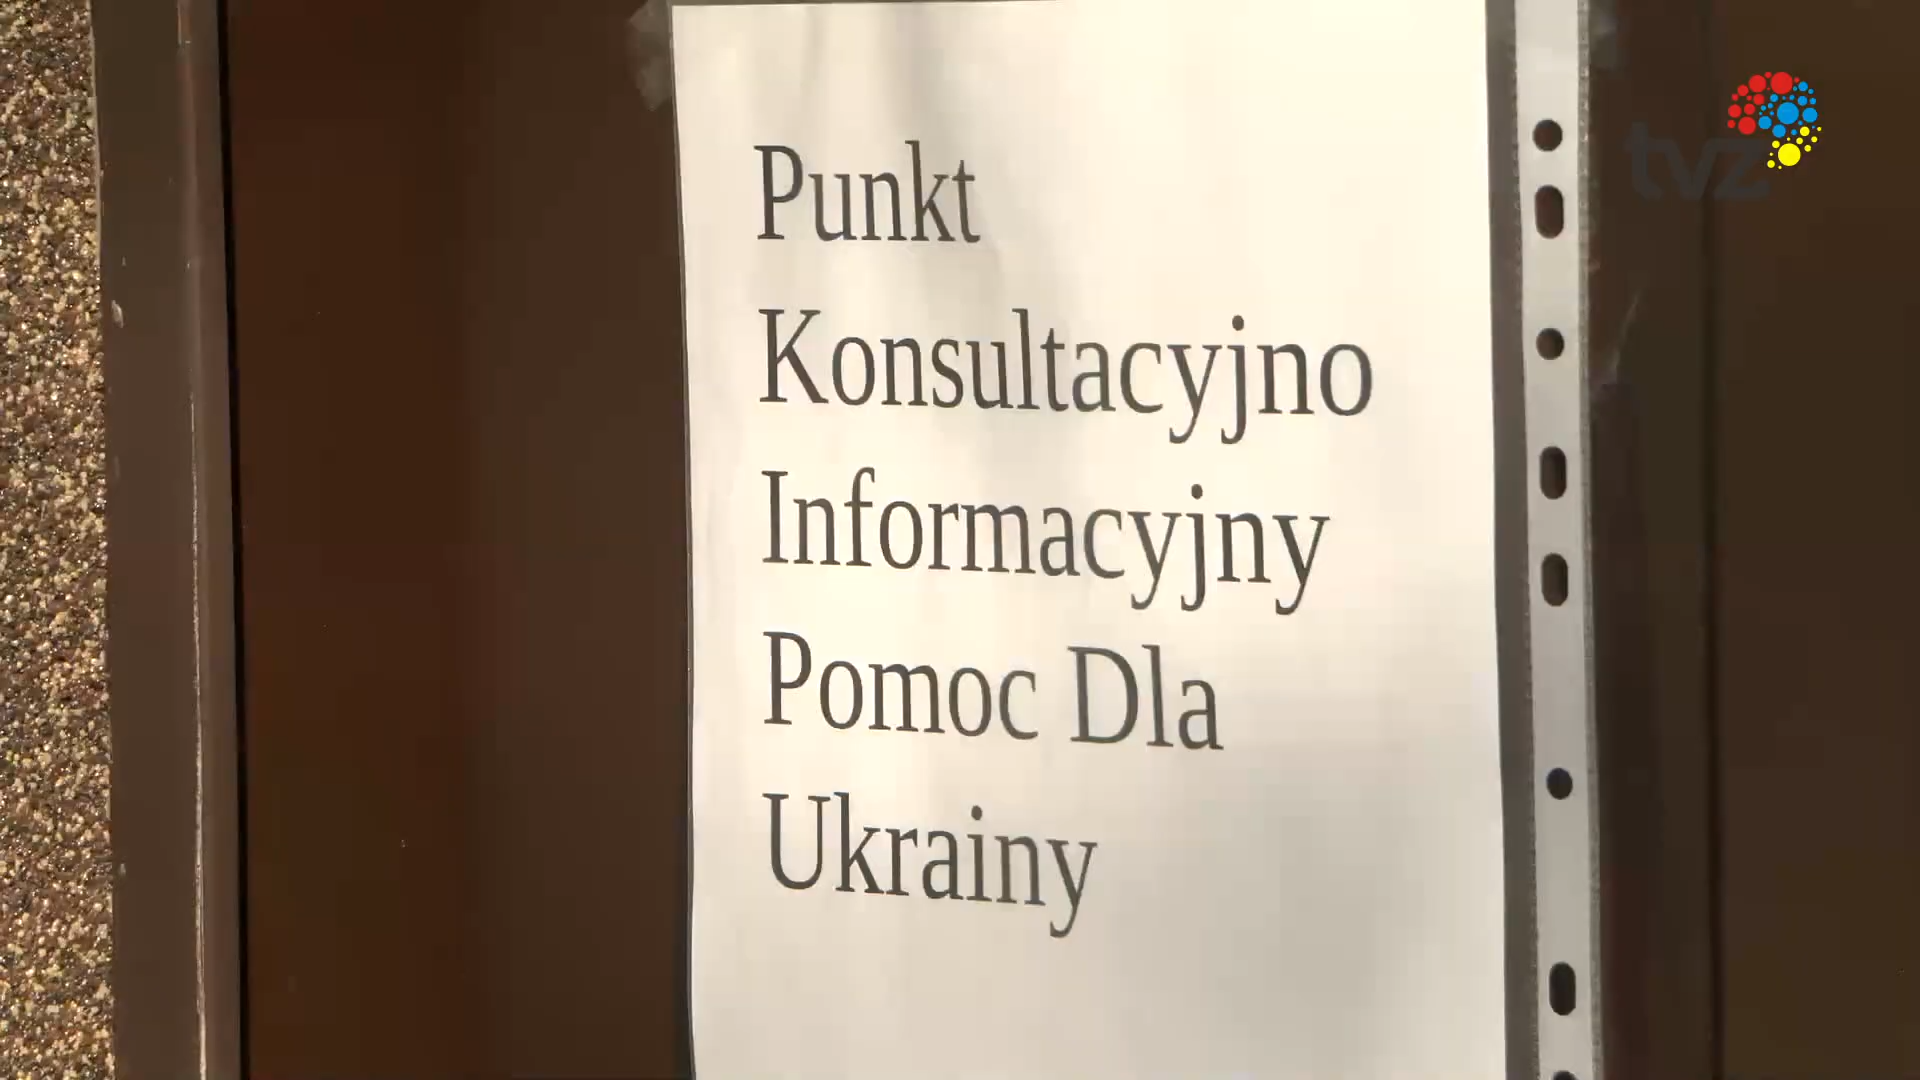 Punkt
Konsultacyjno
Informacyjny
Pomoc Dla
Ukrainy
tvz